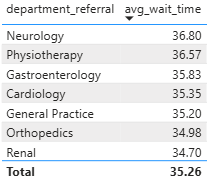 department_referral avg_wait_time
Neurology 36.80
Physiotherapy 36.57
Gastroenterology 35.83
Cardiology 35.35
General Practice 35.20
Orthopedics 34.98
Renal 34.70
Total 35.26